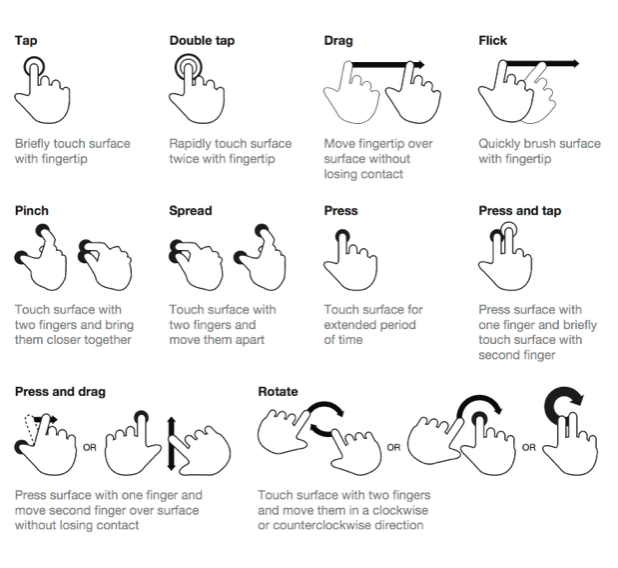 Tap
Briefly touch surface
with fingertip
Double tap
Rapidly touch surface
twice with fingertip
Drag
Move fingertip over
surface without
losing contact
Flick
Quickly brush surface
with fingertip
Pinch
Touch surface with
two fingers and bring
them closer together
Spread
Touch surface with
two fingers and
move them apart
Press
Touch surface for
extended period
of time
Press and tap
Press surface with
one finger and briefly
touch surface with
second finger
Press and drag
OR
Press surface with one finger and
move second finger over surface
without losing contact
Rotate
OR
OR
Touch surface with two fingers
and move them in a clockwise
or counterclockwise direction